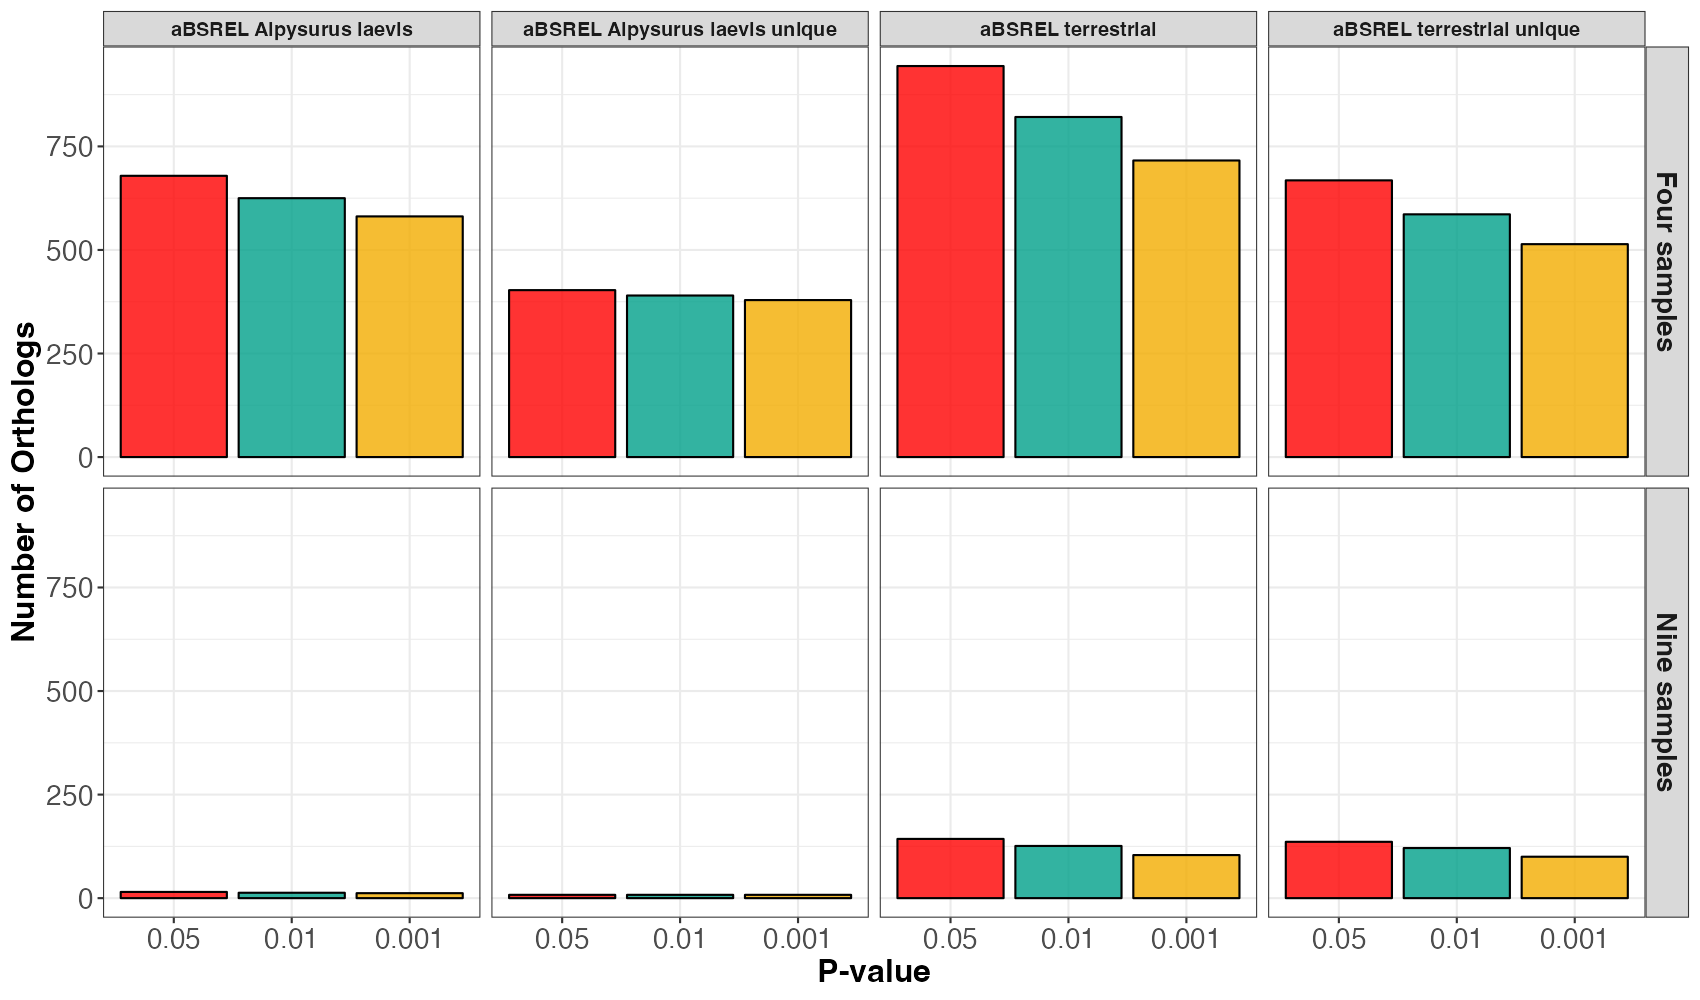 aBSREL Aipysurus laevis
aBSREL Aipysurus laevis unique
aBSREL terrestrial
aBSREL terrestrial unique
Number of Orthologs
750
500
250
0
Four samples
750
500
250
0
Nine samples
0.05
0.01
0.001
0.05
0.01
0.001
0.05
0.01
0.001
0.05
0.01
0.001
P-value